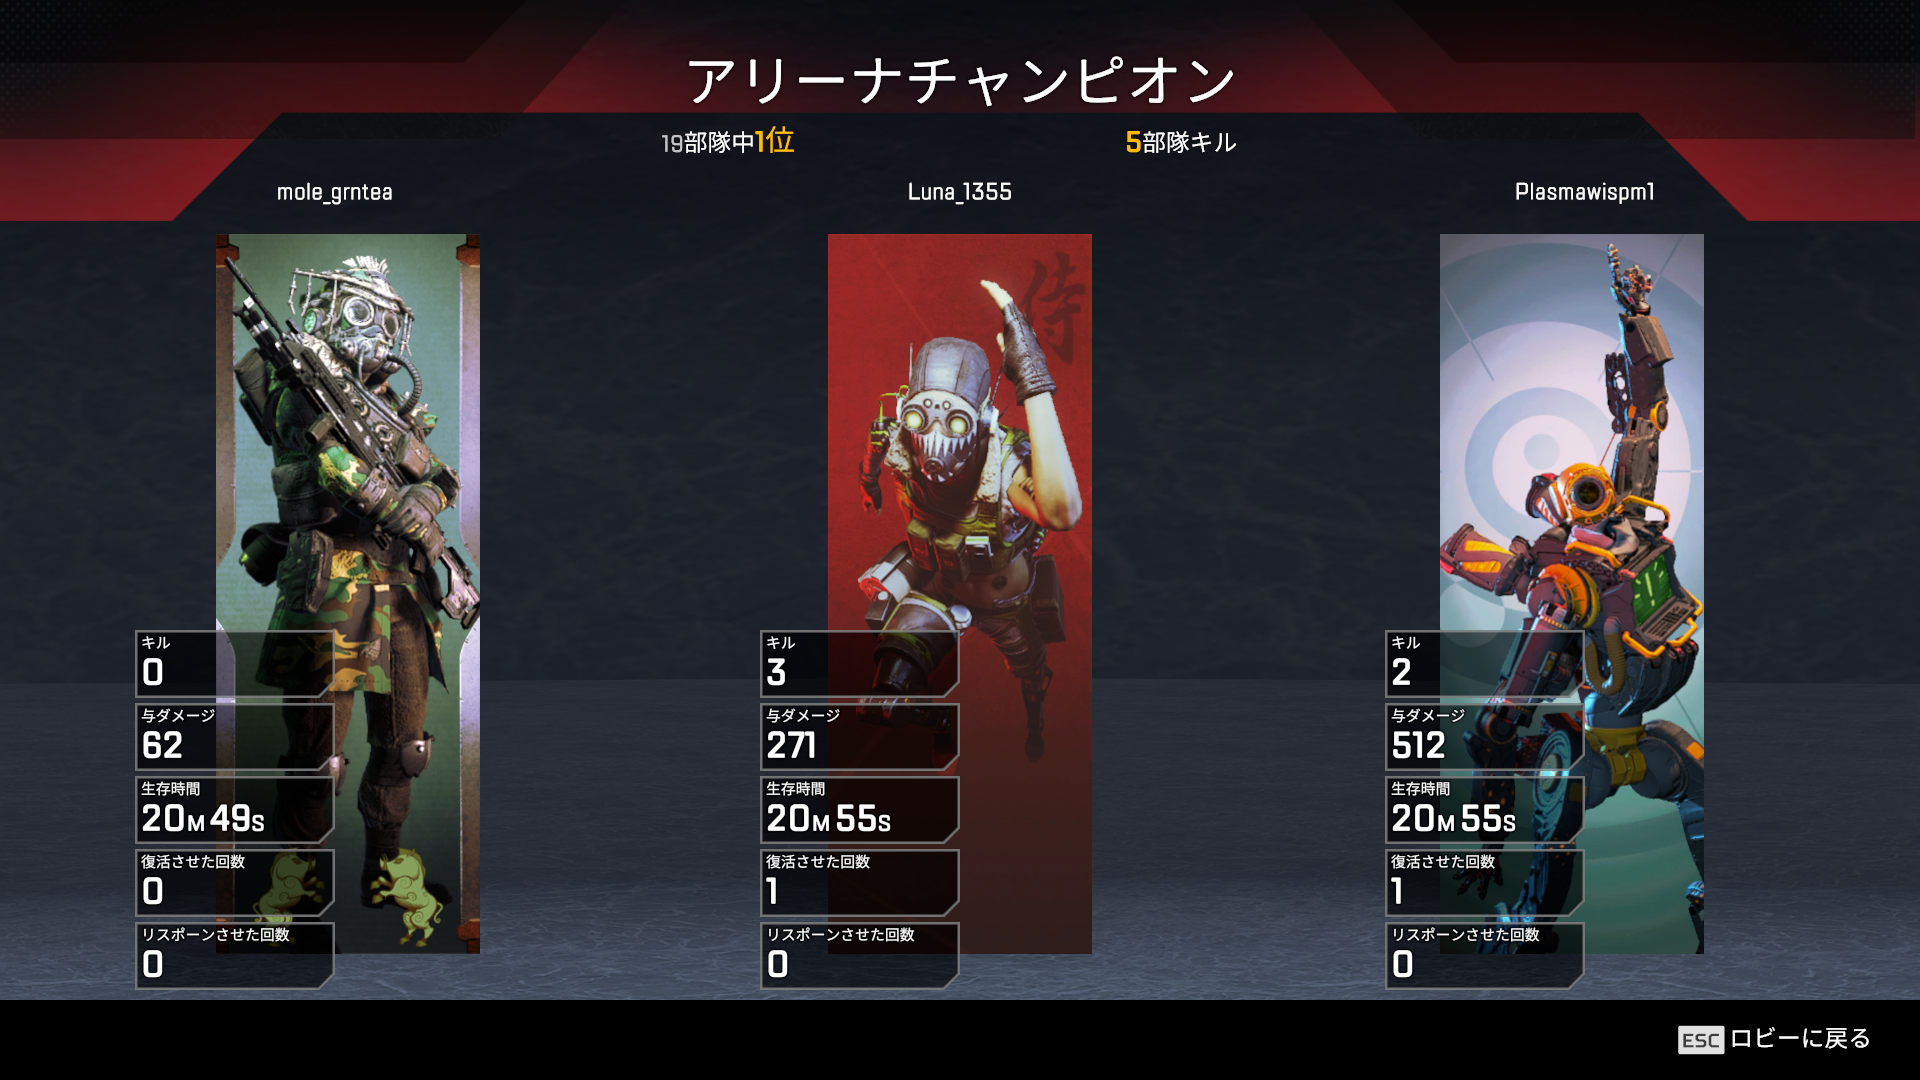 アリーナチャンピオン
19部隊中1位
5部隊キル
mole_grntea
Luna_1355
Plasmawispm1
侍
キル
0
与ダメージ
62
生存時間
20M 49S
復活させた回数
0
リスポーンさせた回数
0
キル
3
与ダメージ
271
生存時間
20M 55S
復活させた回数
1
リスポーンさせた回数
0
キル
2
与ダメージ
512
生存時間
20M 55S
復活させた回数
1
リスポーンさせた回数
0
ESC ロビーに戻る